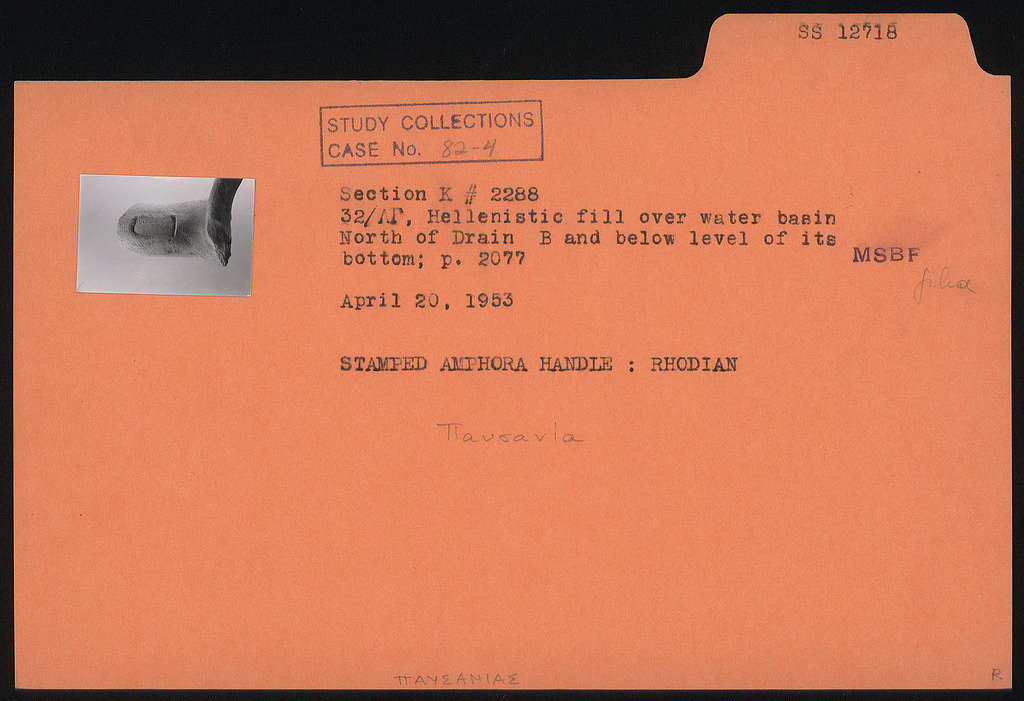 SS 12718
STUDY COLLECTIONS
CASE No. 82-4
Section K # 2288
32/ΛΓ, Hellenistic fill over water basin
North of Drain B and below level of its
bottom; p. 2077
MSBF
April 20, 1953
STAMPED AMPHORA HANDLE : RHODIAN
Παυσανία
ΠΑΥΣΑΝΙΑΣ
R